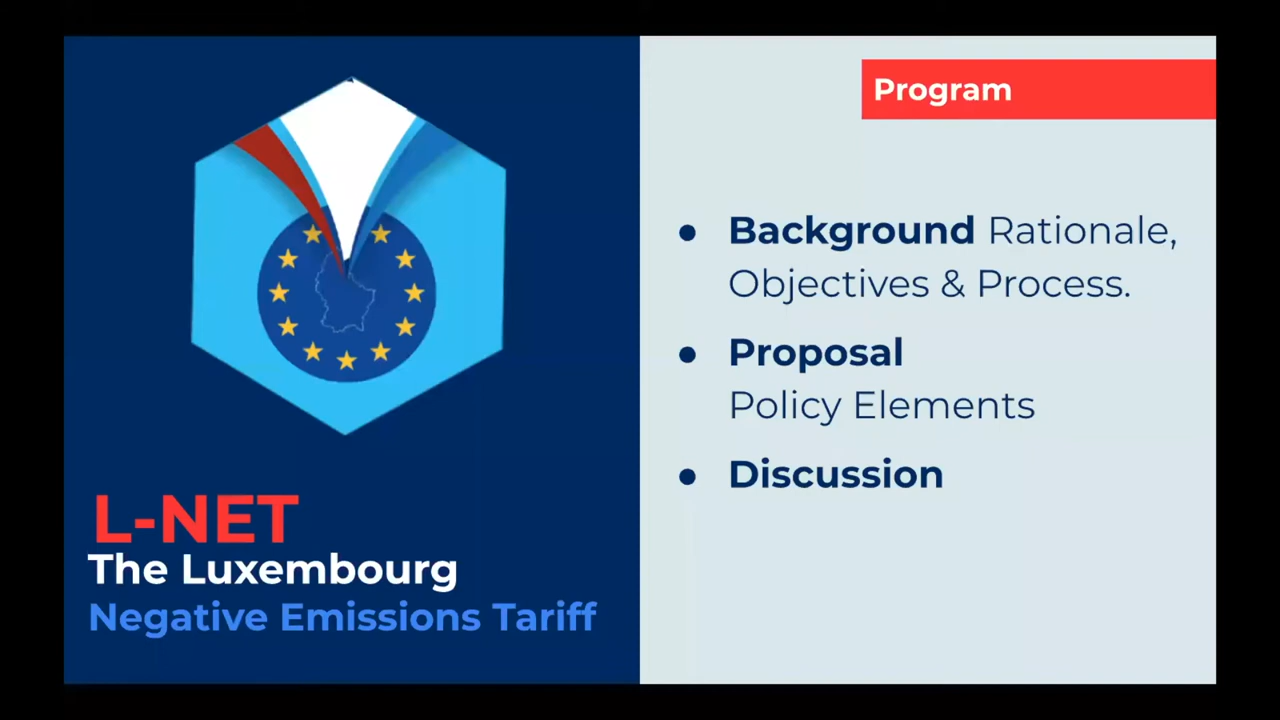 L-NET
The Luxembourg
Negative Emissions Tariff
Program
● Background Rationale,
Objectives & Process.
● Proposal
Policy Elements
● Discussion